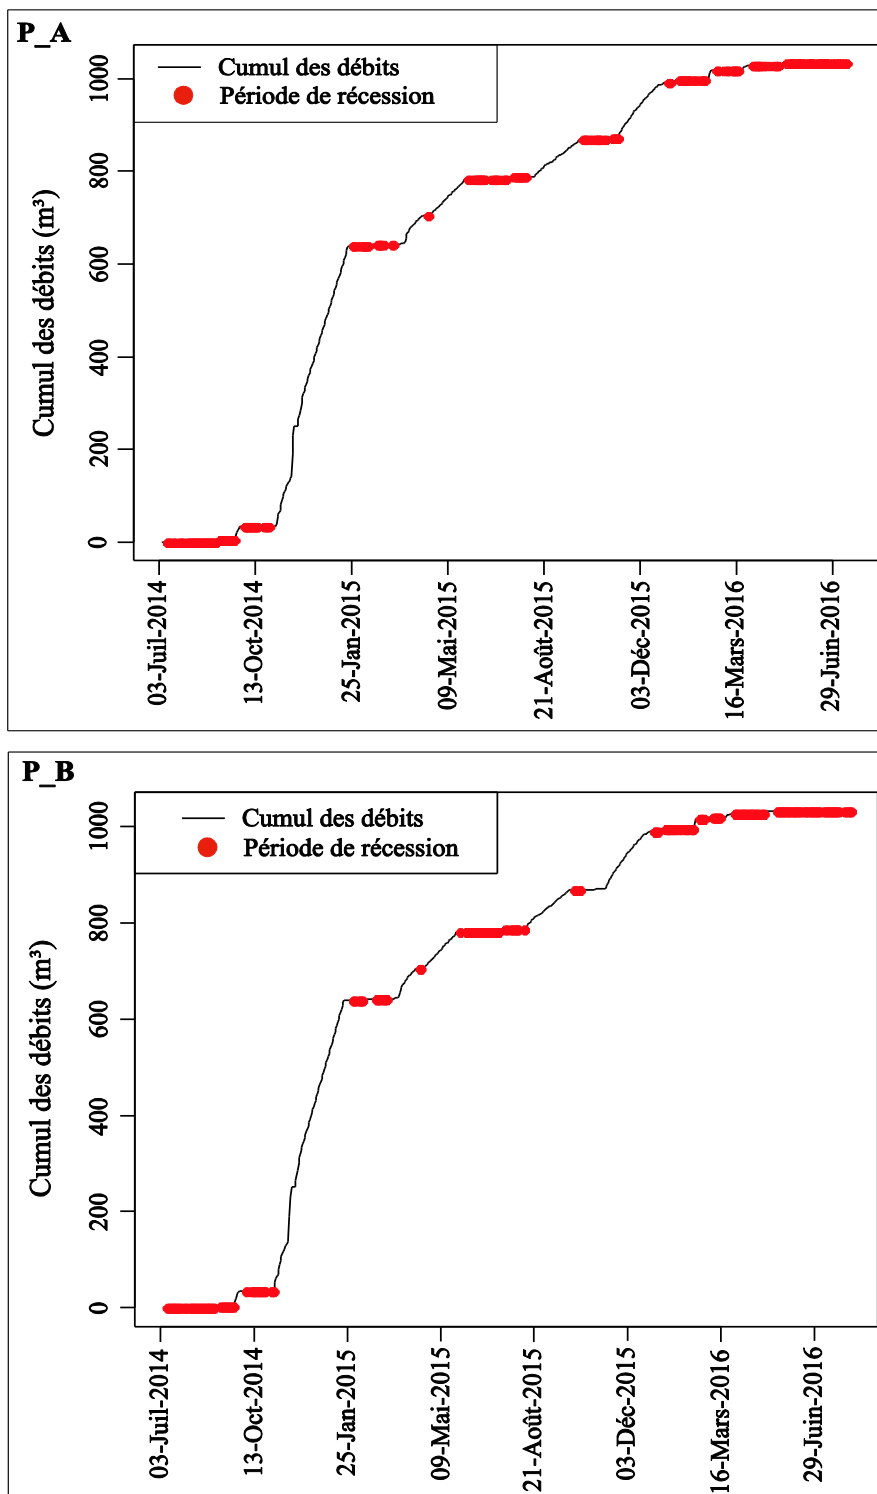 P_A
Cumul des débits
Période de récession
Cumul des débits (m³)
1000
800
600
400
200
0
03-Juil-2014
13-Oct-2014
25-Jan-2015
09-Mai-2015
21-Août-2015
03-Déc-2015
16-Mars-2016
29-Juin-2016
P_B
Cumul des débits
Période de récession
Cumul des débits (m³)
1000
800
600
400
200
0
03-Juil-2014
13-Oct-2014
25-Jan-2015
09-Mai-2015
21-Août-2015
03-Déc-2015
16-Mars-2016
29-Juin-2016